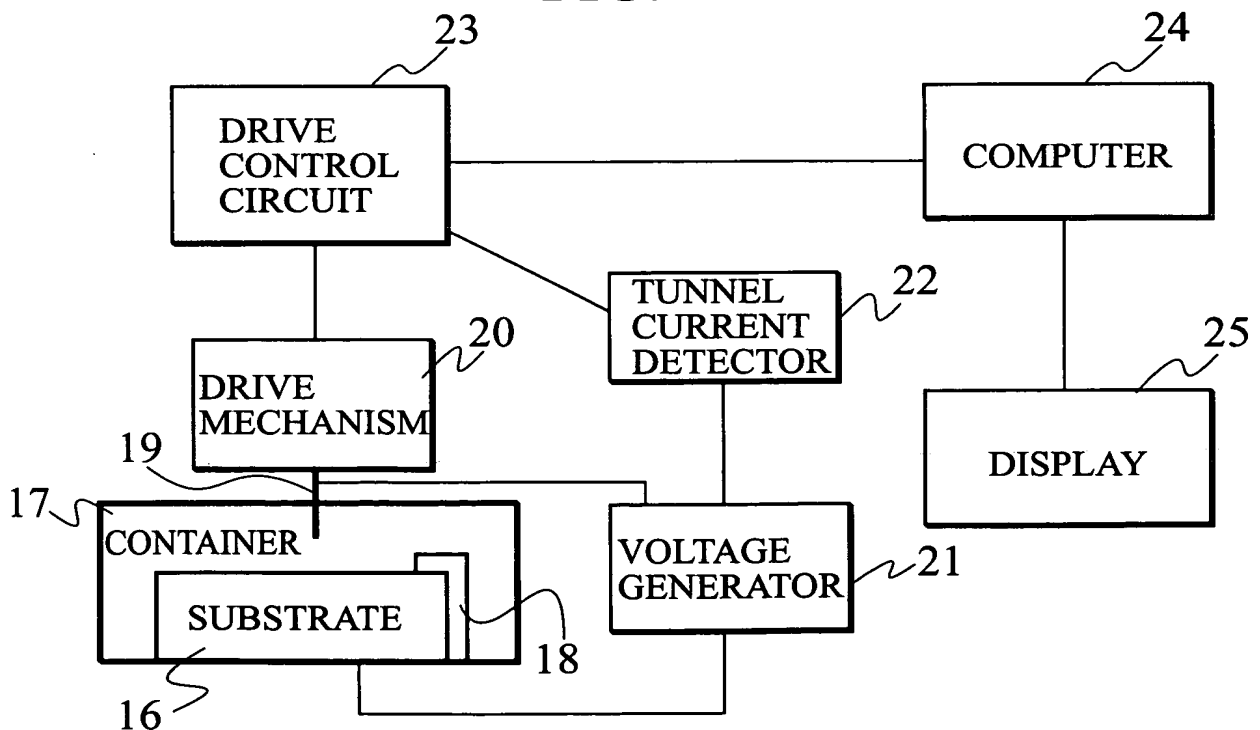 23
24
DRIVE
CONTROL
CIRCUIT
COMPUTER
22
TUNNEL
CURRENT
DETECTOR
20
25
DRIVE
MECHANISM
19
DISPLAY
17
CONTAINER
VOLTAGE
GENERATOR
21
SUBSTRATE
18
16